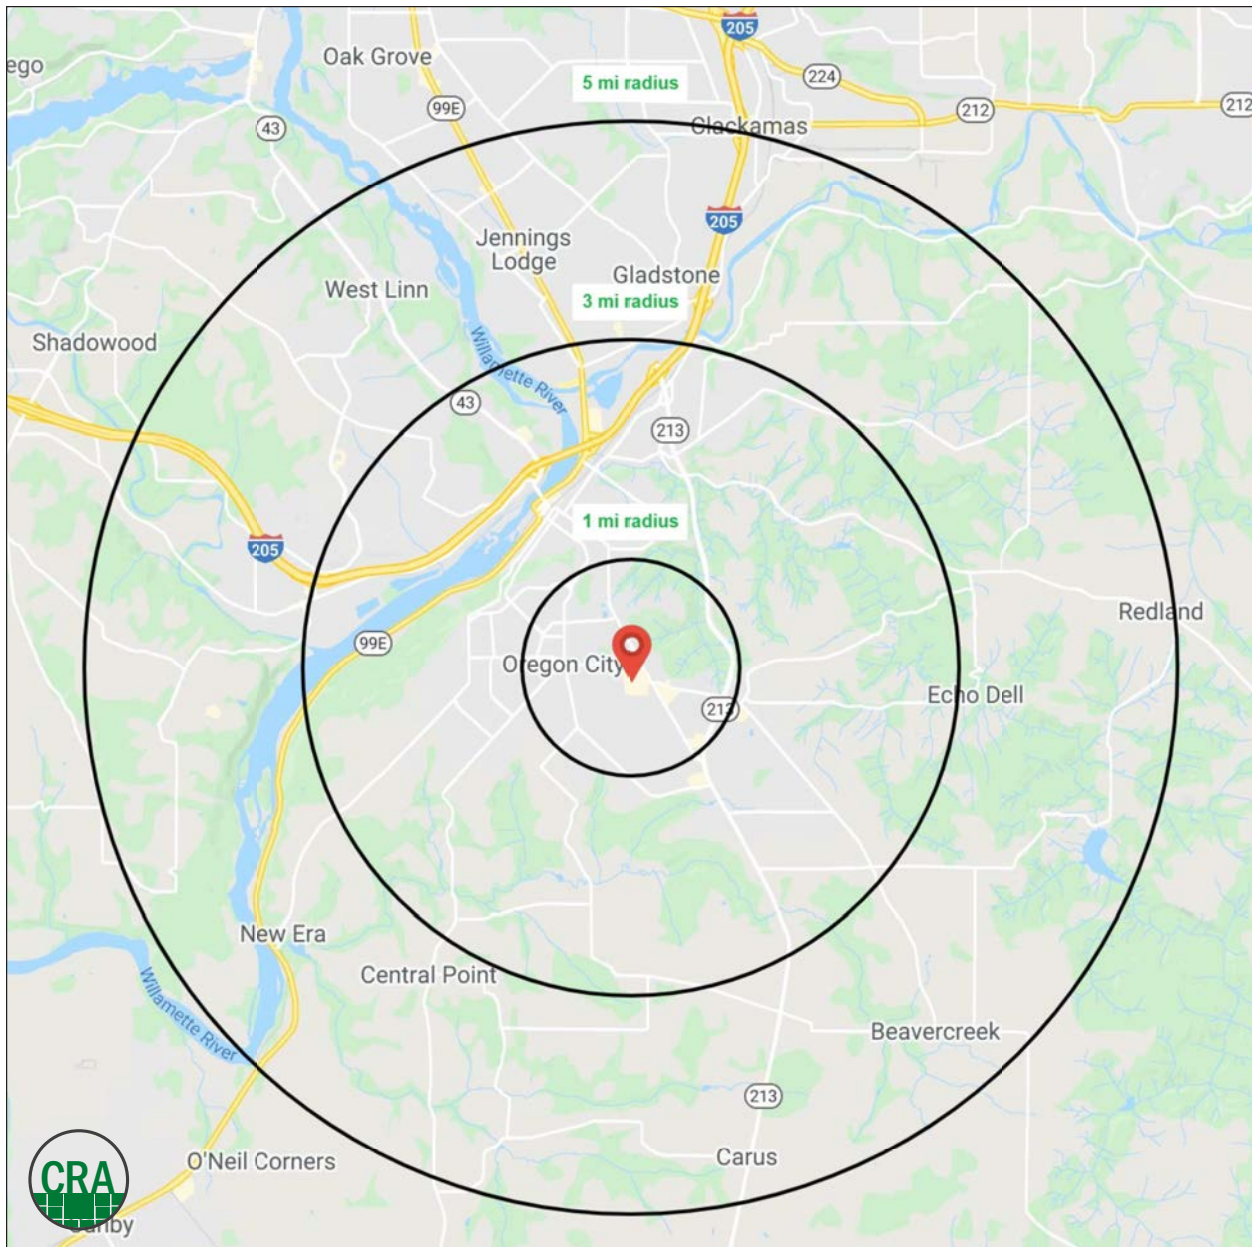 205
Oak Grove
ego
5 mi radius
224
99E
212
212
43
Clackamas
205
Jennings
Lodge
Gladstone
West Linn
3 mi radius
Shadowood
Willamette River
43
213
1 mi radius
205
Redland
99E
Oregon City
Echo Dell
213
New Era
Central Point
Willamette River
Beavercreek
213
Carus
O'Neil Corners
CRA